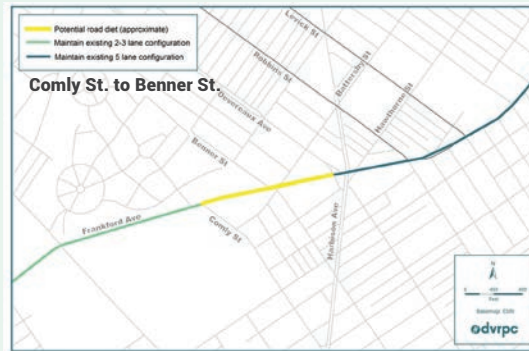 Potential road diet (approximate)
Maintain existing 2-3 lane configuration
Maintain existing 5 lane configuration
Comly St. to Benner St.
Levick St
Robbins St
Battersby St
Hawthorne St
Devereaux Ave
Benner St
Comly St
Frankford Ave
Harbison Ave
N
0
Feet
dvrpc